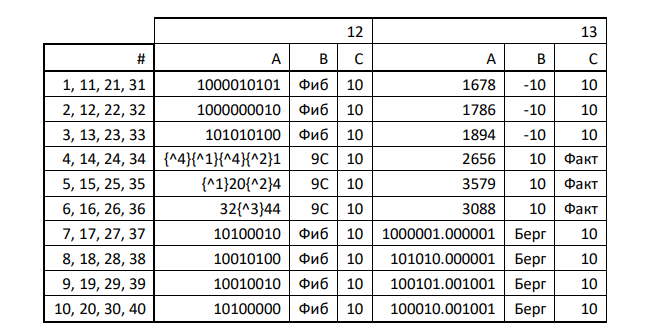 12 13
# A B C A B C
1, 11, 21, 31 1000010101 Фиб 10 1678 -10 10
2, 12, 22, 32 1000000010 Фиб 10 1786 -10 10
3, 13, 23, 33 101010100 Фиб 10 1894 -10 10
4, 14, 24, 34 {^4}{^1}{^4}{^2}1 9С 10 2656 10 Факт
5, 15, 25, 35 {^1}20{^2}4 9С 10 3579 10 Факт
6, 16, 26, 36 32{^3}44 9С 10 3088 10 Факт
7, 17, 27, 37 10100010 Фиб 10 1000001.000001 Берг 10
8, 18, 28, 38 10010100 Фиб 10 101010.000001 Берг 10
9, 19, 29, 39 10010010 Фиб 10 100101.001001 Берг 10
10, 20, 30, 40 10100000 Фиб 10 100010.001001 Берг 10